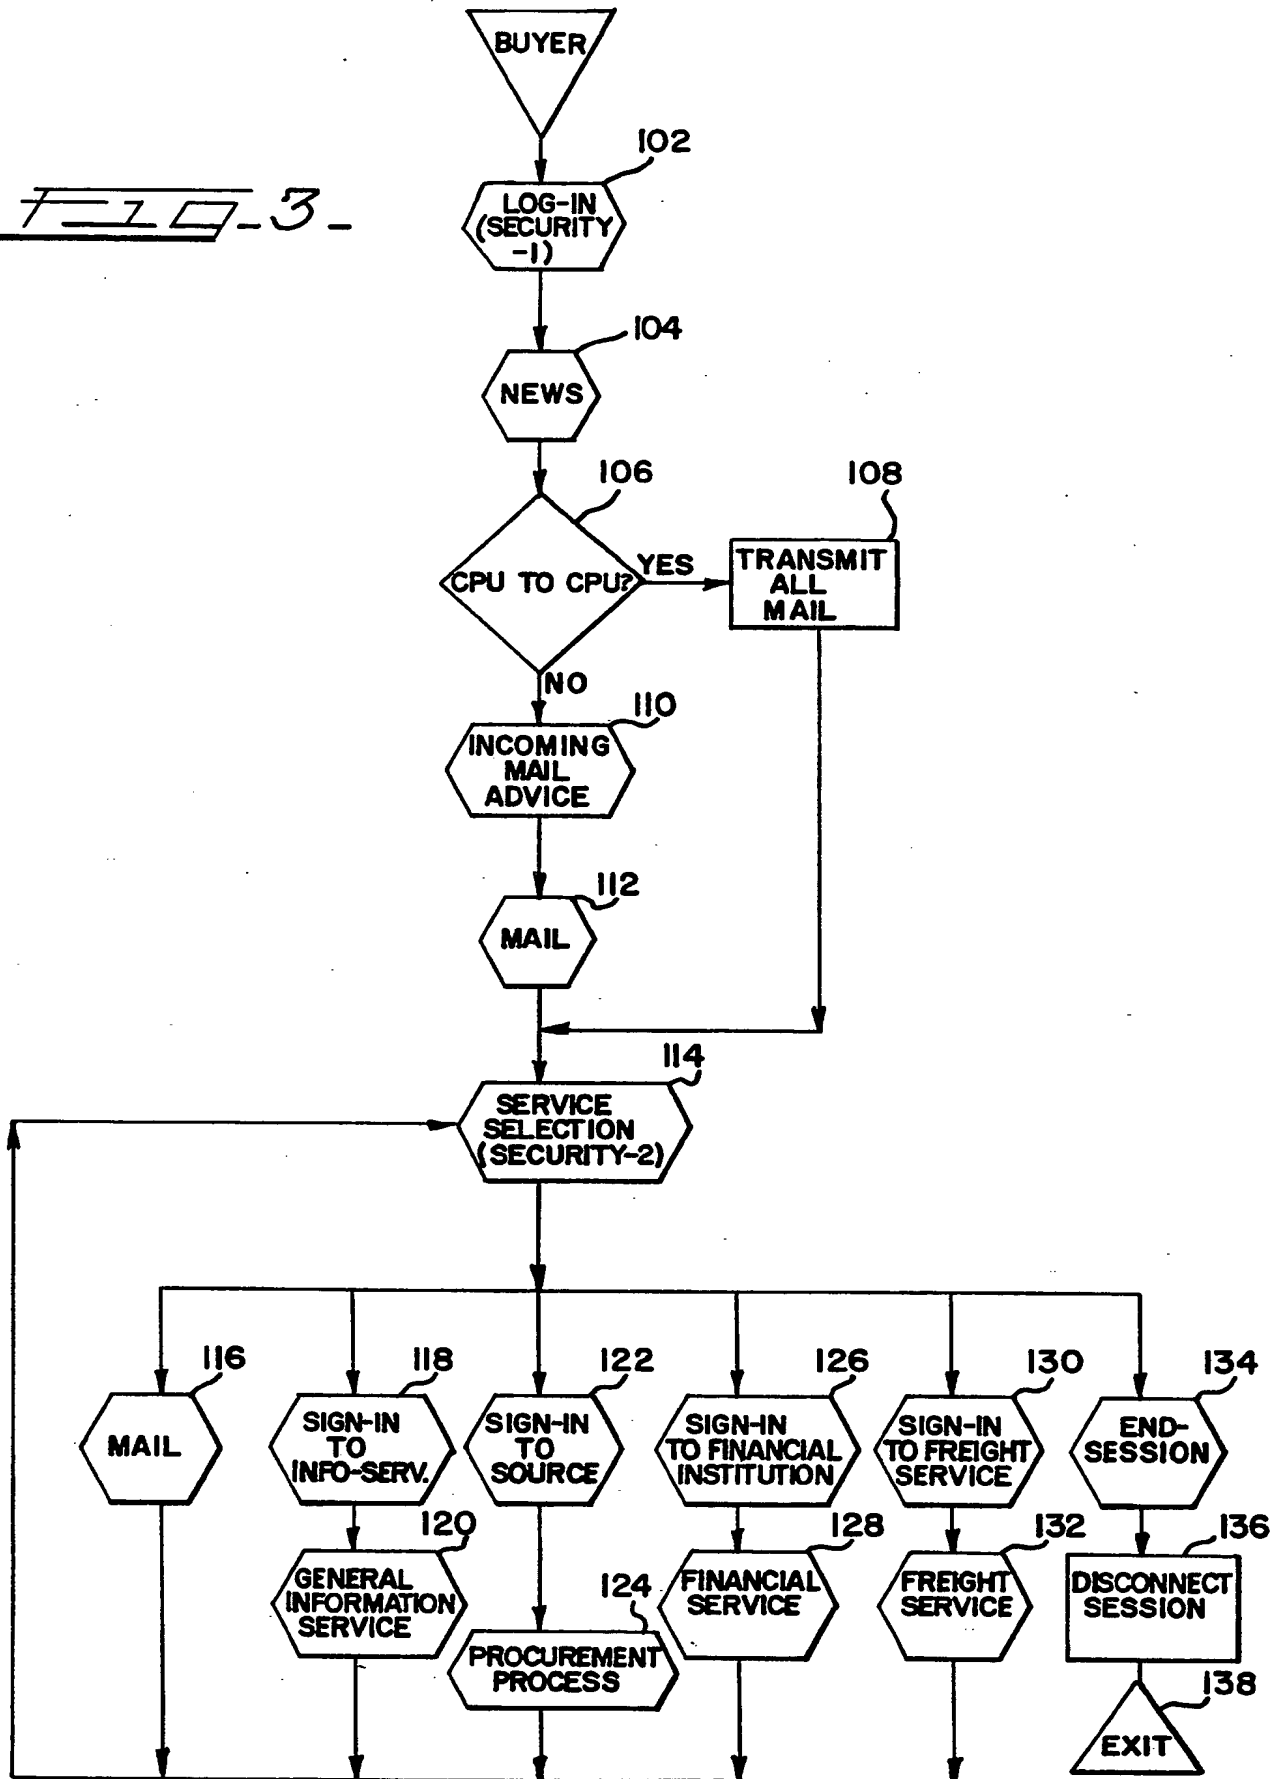 BUYER
102
Fig-3-
LOG-IN
(SECURITY
-1)
104
NEWS
106
108
CPU TO CPU?
YES
TRANSMIT
ALL
MAIL
NO
110
INCOMING
MAIL
ADVICE
112
MAIL
114
SERVICE
SELECTION
(SECURITY-2)
116
118
122
126
130
134
MAIL
SIGN-IN
TO
INFO-SERV.
SIGN-IN
TO
SOURCE
SIGN-IN
TO FINANCIAL
INSTITUTION
SIGN-IN
TO FREIGHT
SERVICE
END-
SESSION
120
128
132
136
GENERAL
INFORMATION
SERVICE
124
PROCUREMENT
PROCESS
FINANCIAL
SERVICE
FREIGHT
SERVICE
DISCONNECT
SESSION
138
EXIT